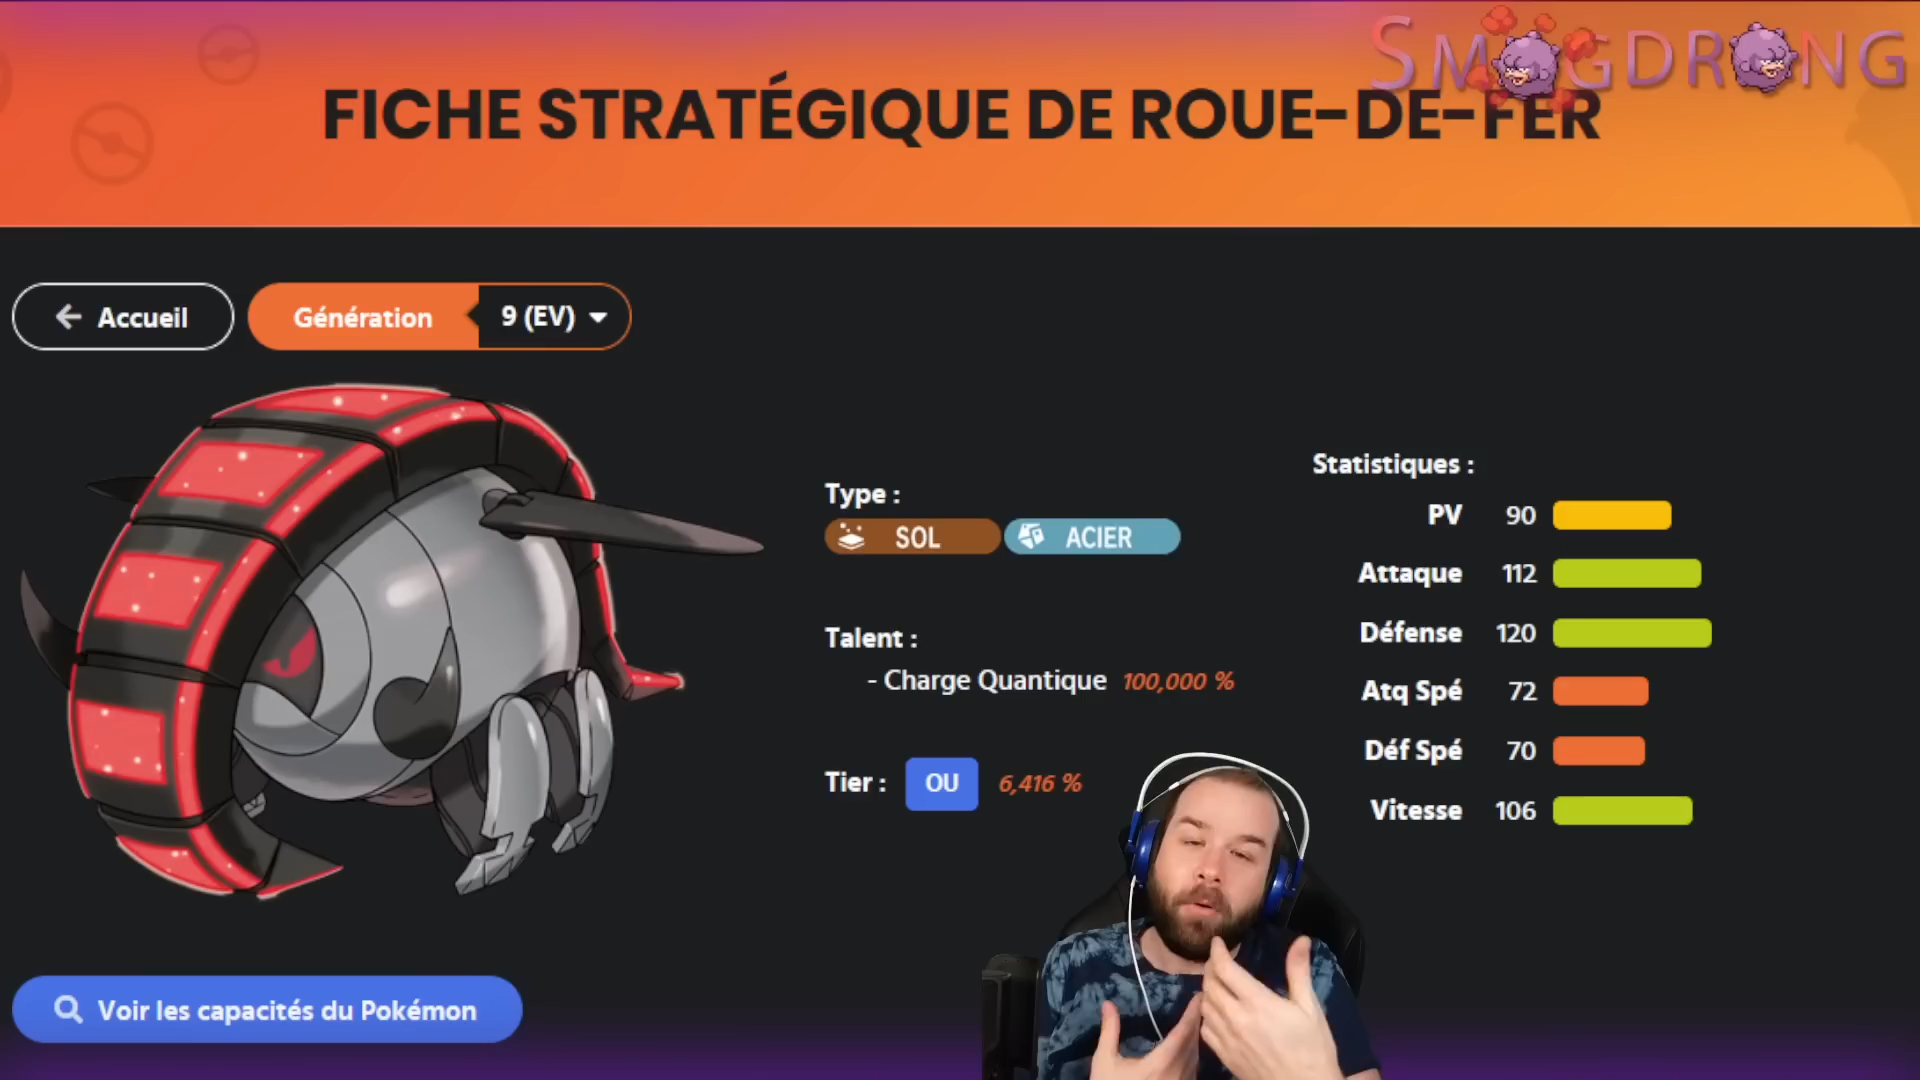 SMOGDRONG
FICHE STRATÉGIQUE DE ROUE-DE-FER
Accueil
Génération
9 (EV)
Statistiques :
Type :
SOL
ACIER
PV 90
Attaque 112
Défense 120
Talent :
- Charge Quantique 100,000 %
Atq Spé 72
Déf Spé 70
Tier : OU 6,416 %
Vitesse 106
Voir les capacités du Pokémon